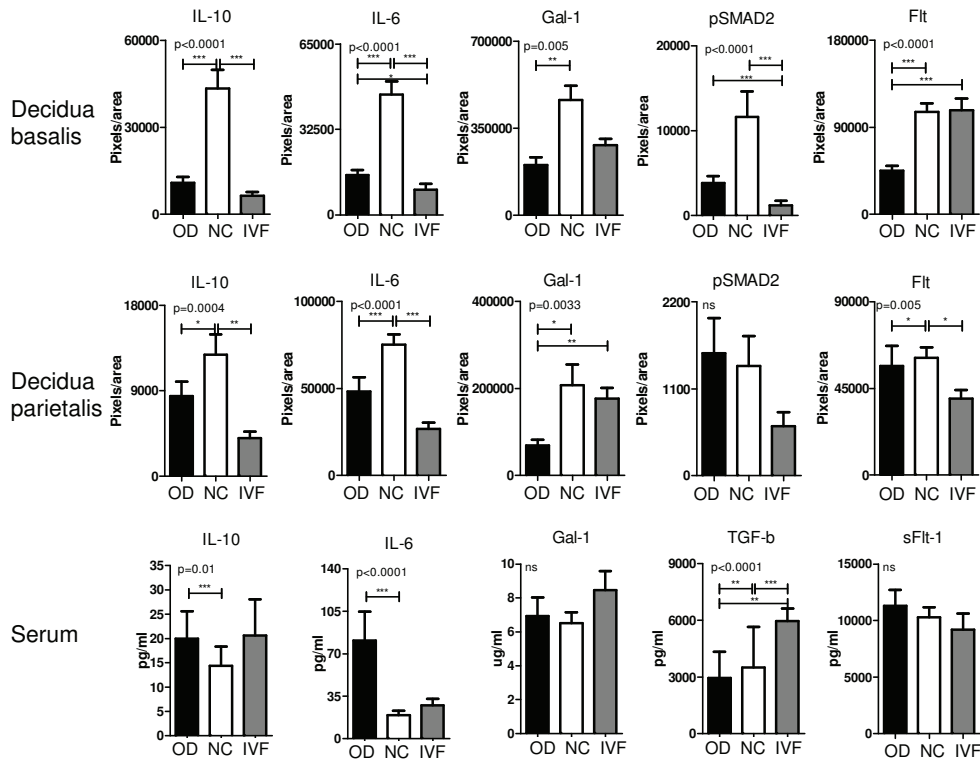 IL-10 IL-6 Gal-1 pSMAD2 Flt
Decidua basalis
Pixels/area
60000
30000
0
p<0.0001
*** ***
OD NC IVF
Pixels/area
65000
32500
0
p<0.0001
*** ***
*
OD NC IVF
Pixels/area
700000
350000
0
p=0.005
**
OD NC IVF
Pixels/area
20000
10000
0
p<0.0001
***
***
OD NC IVF
Pixels/area
180000
90000
0
p<0.0001
***
***
OD NC IVF
IL-10 IL-6 Gal-1 pSMAD2 Flt
Decidua parietalis
Pixels/area
18000
9000
0
p=0.0004
* **
OD NC IVF
Pixels/area
100000
50000
0
p<0.0001
*** ***
OD NC IVF
Pixels/area
400000
200000
0
p=0.0033
*
**
OD NC IVF
Pixels/area
2200
1100
0
ns
OD NC IVF
Pixels/area
90000
45000
0
p=0.005
* *
OD NC IVF
IL-10 IL-6 Gal-1 TGF-b sFlt-1
Serum
pg/ml
35
30
25
20
15
10
5
0
p=0.01
***
OD NC IVF
pg/ml
140
105
70
35
0
p<0.0001
***
OD NC IVF
ug/ml
10
8
6
4
2
0
ns
OD NC IVF
pg/ml
9000
6000
3000
0
p<0.0001
** ***
**
OD NC IVF
pg/ml
15000
10000
5000
0
ns
OD NC IVF